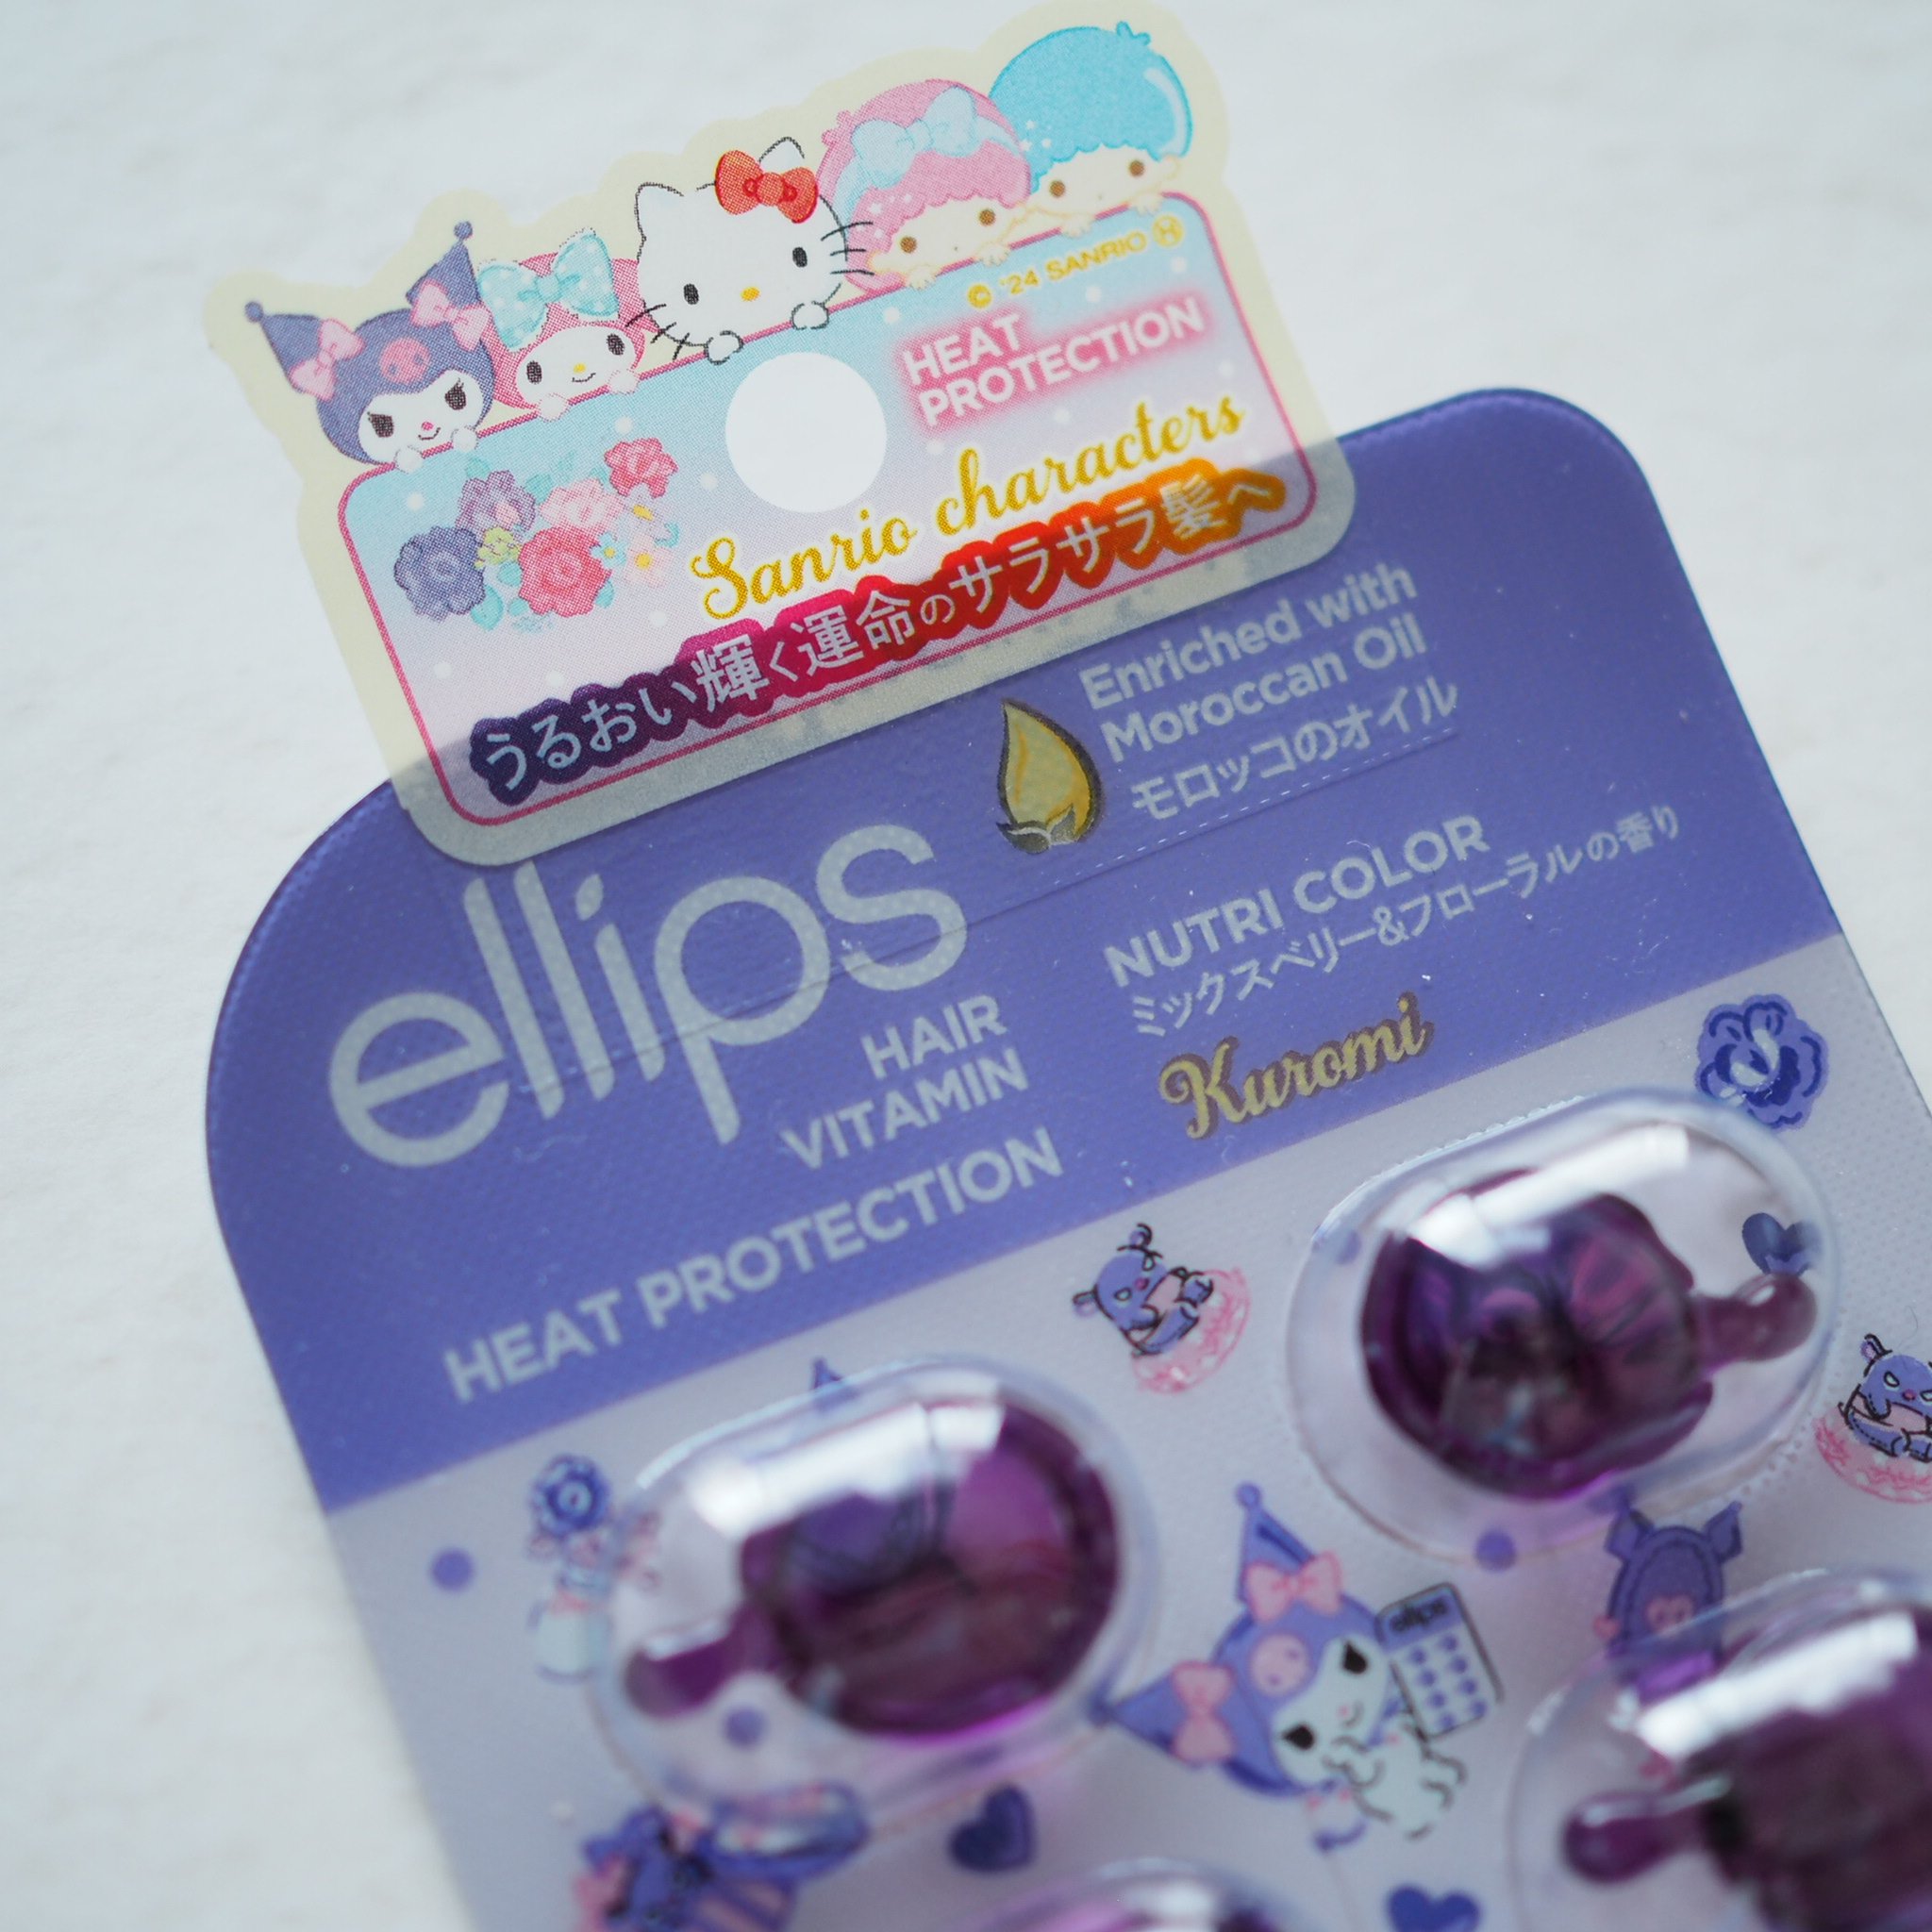 © '24 SANRIO Ⓗ
HEAT
PROTECTION
Sanrio characters
うるおい輝く運命のサラサラ髪へ
Enriched with
Moroccan Oil
モロッコのオイル
ellips
HAIR
VITAMIN
HEAT PROTECTION
NUTRI COLOR
ミックスベリー&フローラルの香り
Kuromi
ellips